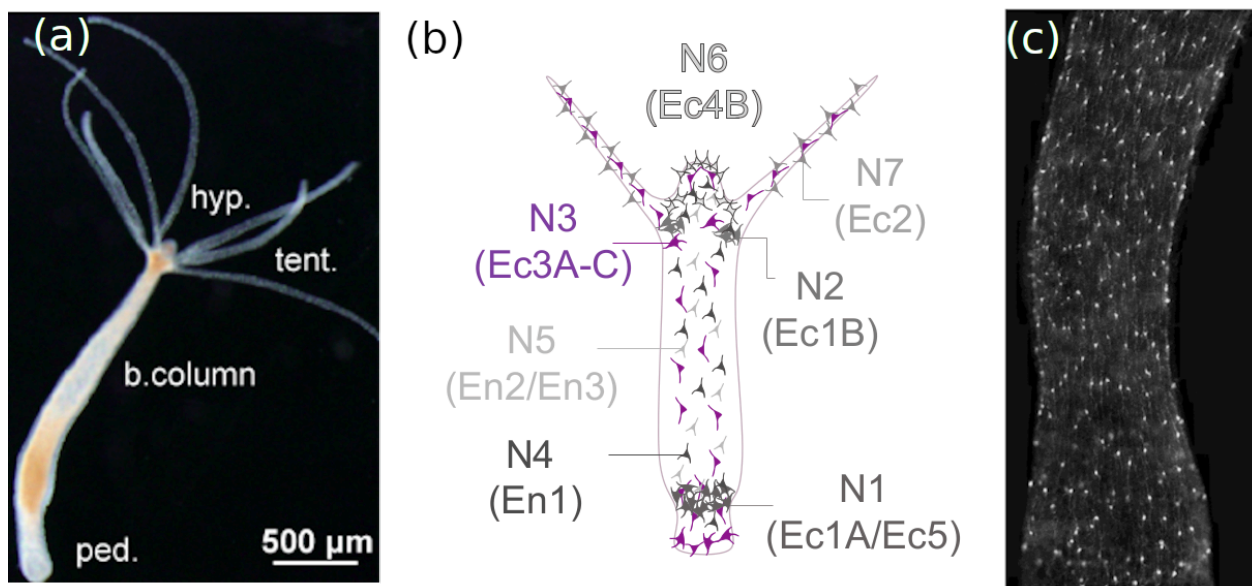 (a)
hyp.
tent.
b.column
ped.
500 µm
(b)
N6
(Ec4B)
N7
(Ec2)
N3
(Ec3A-C)
N2
(Ec1B)
N5
(En2/En3)
N4
(En1)
N1
(Ec1A/Ec5)
(c)